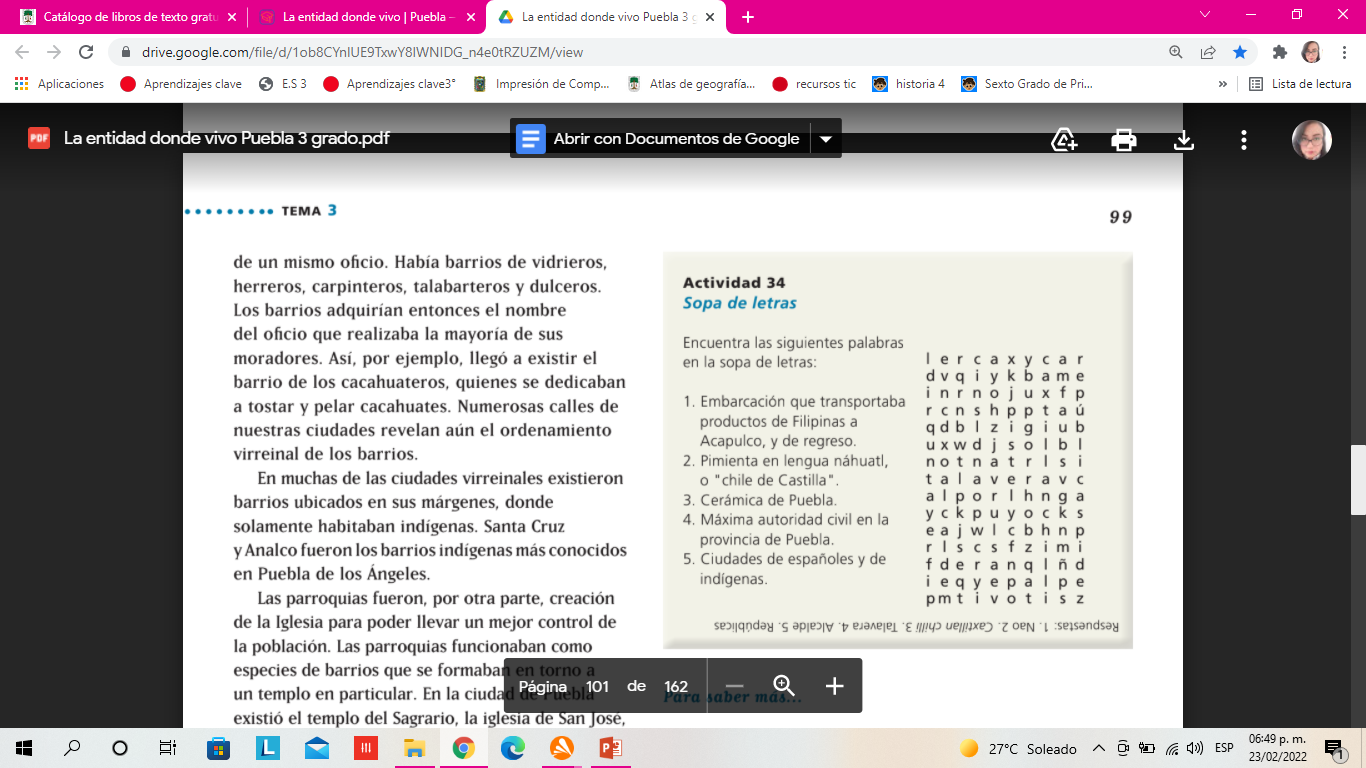 Catálogo de libros de texto gratu
La entidad donde vivo | Puebla –
La entidad donde vivo Puebla 3 g
drive.google.com/file/d/1ob8CYnlUE9TxwY8lWNIDG_n4e0tRZUZM/view
Aplicaciones
Aprendizajes clave
E.S 3
Aprendizajes clave3°
Impresión de Comp...
Atlas de geografía...
recursos tic
historia 4
Sexto Grado de Pri...
»
Lista de lectura
PDF
La entidad donde vivo Puebla 3 grado.pdf
Abrir con Documentos de Google
TEMA 3
99
de un mismo oficio. Había barrios de vidrieros,
herreros, carpinteros, talabarteros y dulceros.
Los barrios adquirían entonces el nombre
del oficio que realizaba la mayoría de sus
moradores. Así, por ejemplo, llegó a existir el
barrio de los cacahuateros, quienes se dedicaban
a tostar y pelar cacahuates. Numerosas calles de
nuestras ciudades revelan aún el ordenamiento
virreinal de los barrios.
En muchas de las ciudades virreinales existieron
barrios ubicados en sus márgenes, donde
solamente habitaban indígenas. Santa Cruz
y Analco fueron los barrios indígenas más conocidos
en Puebla de los Ángeles.
Las parroquias fueron, por otra parte, creación
de la Iglesia para poder llevar un mejor control de
la población. Las parroquias funcionaban como
especies de barrios que se formaban en torno a
un templo en particular. En la ciudad de Puebla
existió el templo del Sagrario, la iglesia de San José,
Actividad 34
Sopa de letras
Encuentra las siguientes palabras
en la sopa de letras:
1. Embarcación que transportaba
productos de Filipinas a
Acapulco, y de regreso.
2. Pimienta en lengua náhuatl,
o "chile de Castilla".
3. Cerámica de Puebla.
4. Máxima autoridad civil en la
provincia de Puebla.
5. Ciudades de españoles y de
indígenas.
l e r c a x y c a r
d v q i y k b a m e
i n r n o j u x f p
r c n s h p p t a ú
q d b l z i g i u b
u x w d j s o l b l
n o t n a t r l s i
t a l a v e r a v c
a l p o r l h n g a
y c k p u y o c k s
e a j w l c b h n p
r l s c s f z i m i
f d e r a n q l ñ d
i e q y e p a l p e
p m t i v o t i s z
Respuestas: 1. Nao 2. Caxtillan chilli 3. Talavera 4. Alcalde 5. Repúblicas
Para saber más...
Página 101 de 162
27°C Soleado
ESP
06:49 p. m.
23/02/2022
1